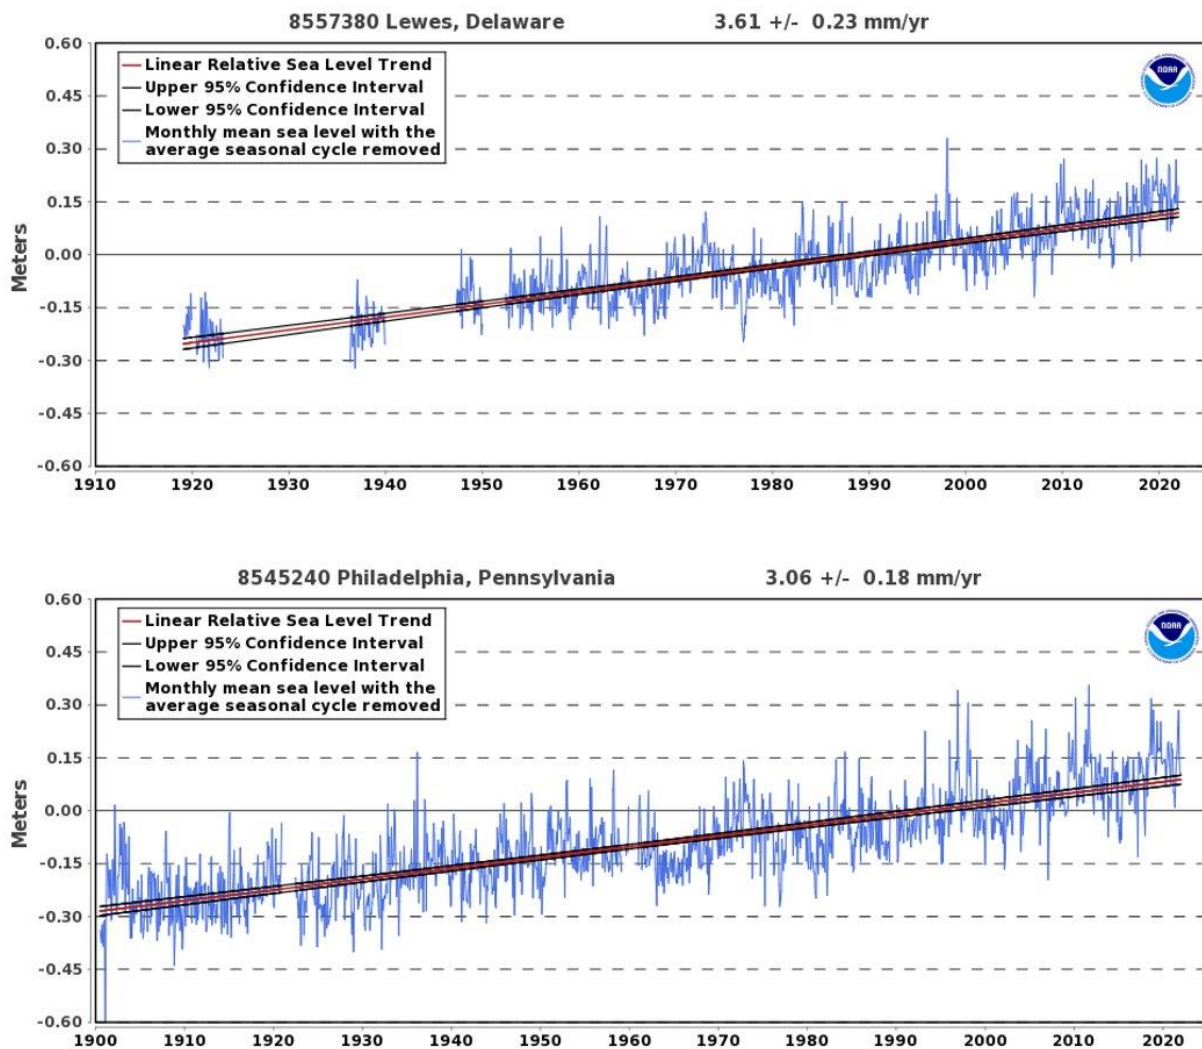 8557380 Lewes, Delaware 3.61 +/- 0.23 mm/yr
0.60
Linear Relative Sea Level Trend
Upper 95% Confidence Interval
Lower 95% Confidence Interval
Monthly mean sea level with the
average seasonal cycle removed
NOAA
0.45
0.30
0.15
0.00
-0.15
-0.30
-0.45
-0.60
Meters
1910 1920 1930 1940 1950 1960 1970 1980 1990 2000 2010 2020
8545240 Philadelphia, Pennsylvania 3.06 +/- 0.18 mm/yr
0.60
Linear Relative Sea Level Trend
Upper 95% Confidence Interval
Lower 95% Confidence Interval
Monthly mean sea level with the
average seasonal cycle removed
NOAA
0.45
0.30
0.15
0.00
-0.15
-0.30
-0.45
-0.60
Meters
1900 1910 1920 1930 1940 1950 1960 1970 1980 1990 2000 2010 2020